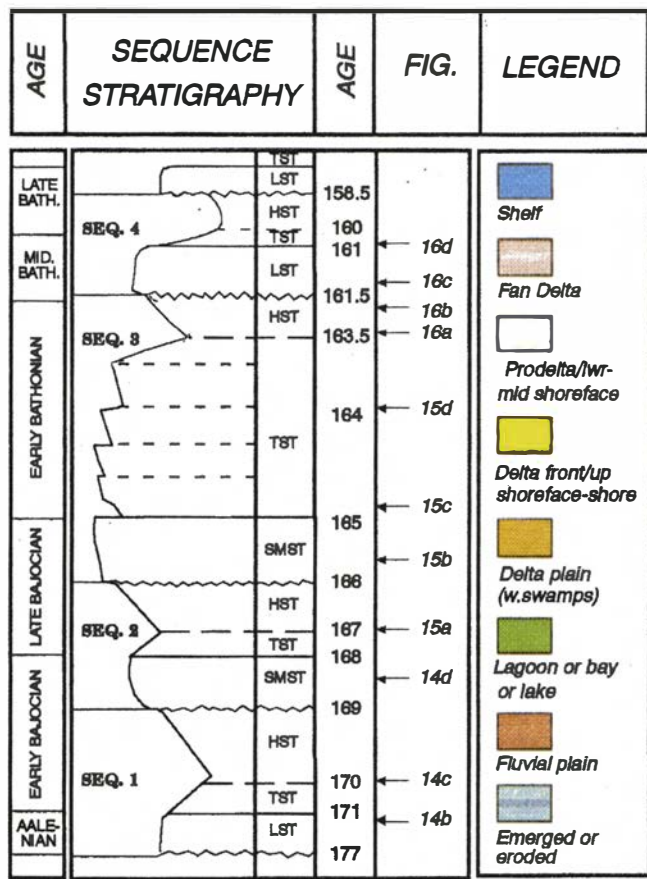 AGE
SEQUENCE
STRATIGRAPHY
AGE
FIG.
LEGEND
LATE
BATH.
MID.
BATH.
EARLY BATHONIAN
LATE BAJOCIAN
EARLY BAJOCIAN
AALE-
NIAN
SEQ. 4
SEQ. 3
SEQ. 2
SEQ. 1
TST
LST
HST
TST
LST
HST
TST
SMST
HST
TST
SMST
HST
TST
LST
158.5
160
161
161.5
163.5
164
165
166
167
168
169
170
171
177
16d
16c
16b
16a
15d
15c
15b
15a
14d
14c
14b
Shelf
Fan Delta
Prodelta/lwr-
mid shoreface
Delta front/up
shoreface-shore
Delta plain
(w.swamps)
Lagoon or bay
or lake
Fluvial plain
Emerged or
eroded